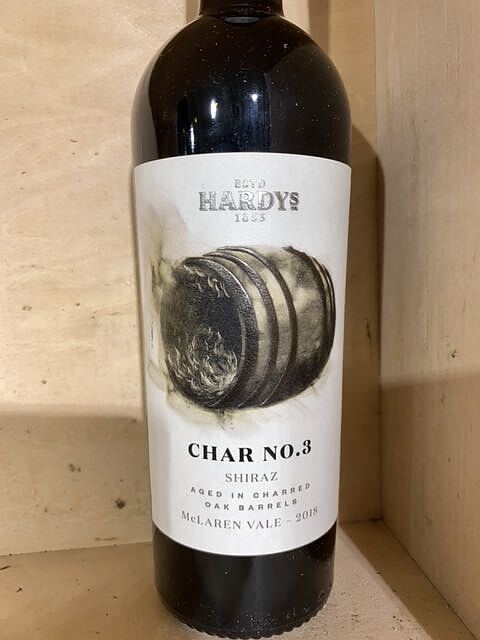 ESTD
HARDYS
1853
CHAR NO.3
SHIRAZ
AGED IN CHARRED
OAK BARRELS
McLAREN VALE - 2018